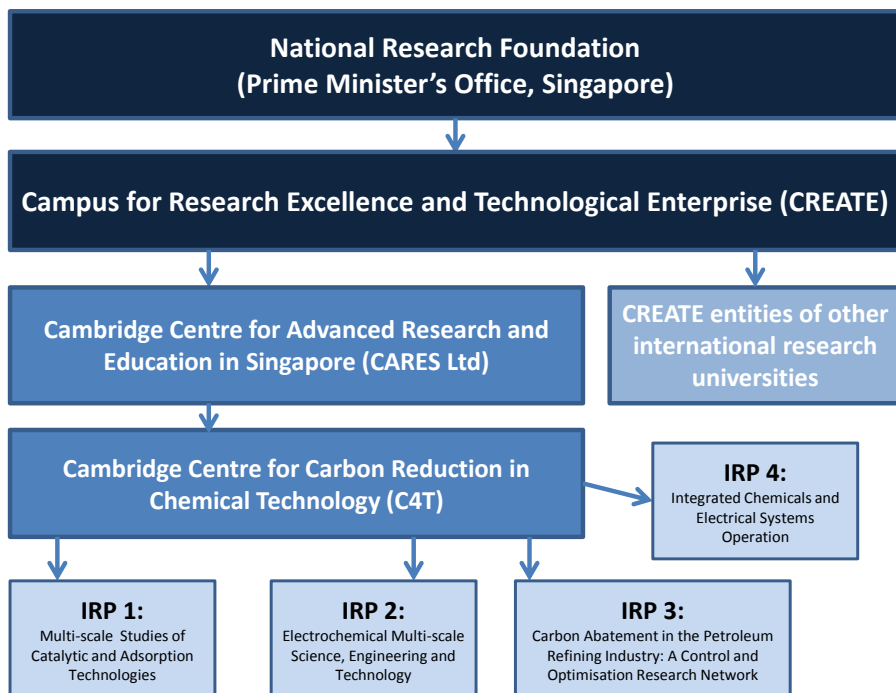 National Research Foundation
(Prime Minister's Office, Singapore)
Campus for Research Excellence and Technological Enterprise (CREATE)
Cambridge Centre for Advanced Research and
Education in Singapore (CARES Ltd)
CREATE entities of other
international research
universities
Cambridge Centre for Carbon Reduction in
Chemical Technology (C4T)
IRP 4:
Integrated Chemicals and
Electrical Systems
Operation
IRP 1:
Multi-scale Studies of
Catalytic and Adsorption
Technologies
IRP 2:
Electrochemical Multi-scale
Science, Engineering and
Technology
IRP 3:
Carbon Abatement in the Petroleum
Refining Industry: A Control and
Optimisation Research Network